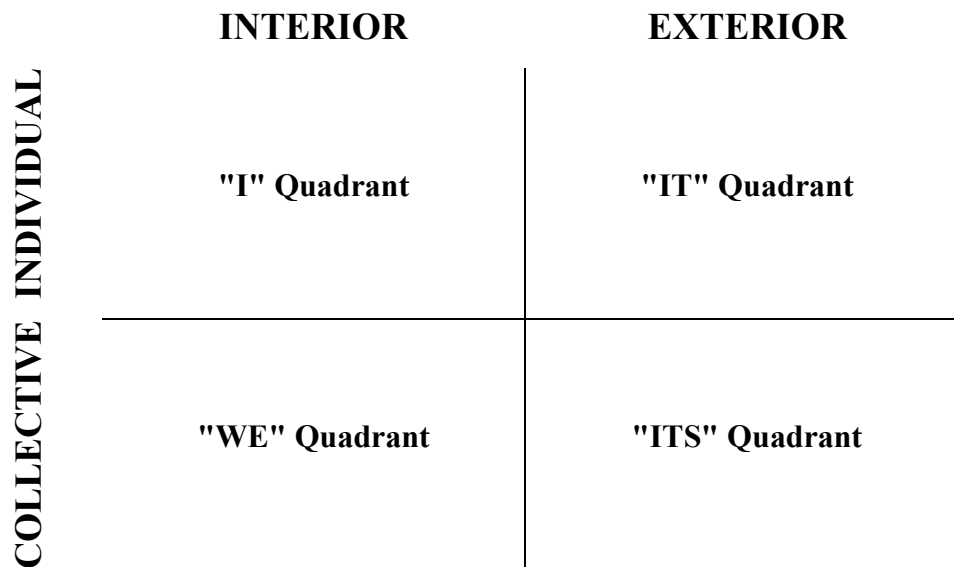 INTERIOR EXTERIOR
INDIVIDUAL
"I" Quadrant "IT" Quadrant
COLLECTIVE
"WE" Quadrant "ITS" Quadrant